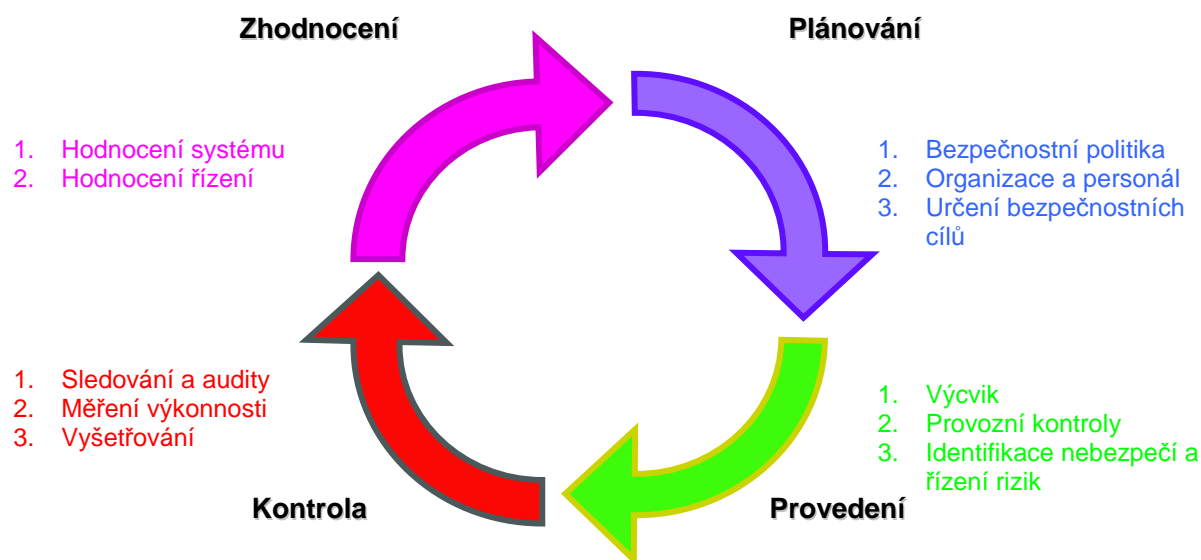 Zhodnocení
Plánování
1. Hodnocení systému
2. Hodnocení řízení
1. Bezpečnostní politika
2. Organizace a personál
3. Určení bezpečnostních
cílů
1. Sledování a audity
2. Měření výkonnosti
3. Vyšetřování
1. Výcvik
2. Provozní kontroly
3. Identifikace nebezpečí a
řízení rizik
Kontrola
Provedení